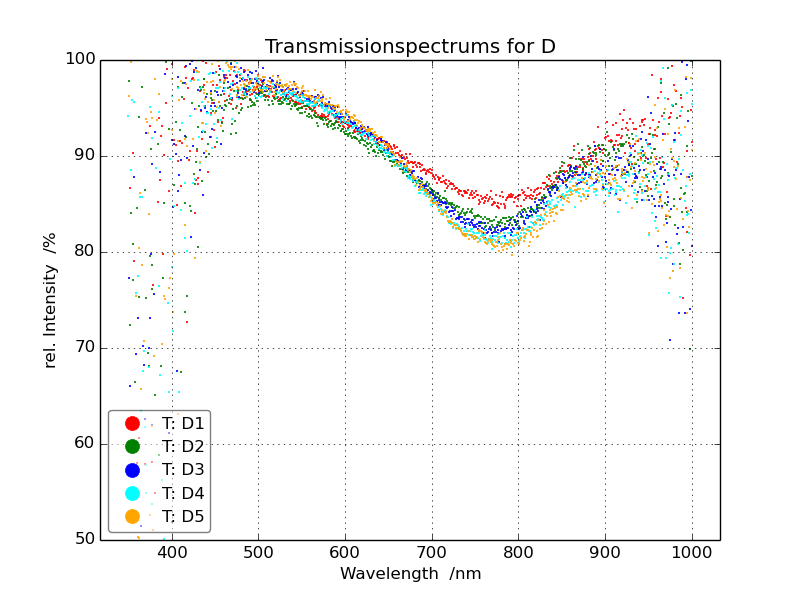 Transmissionspectrums for D
100
90
80
70
60
50
rel. Intensity /%
T: D1
T: D2
T: D3
T: D4
T: D5
400 500 600 700 800 900 1000
Wavelength /nm